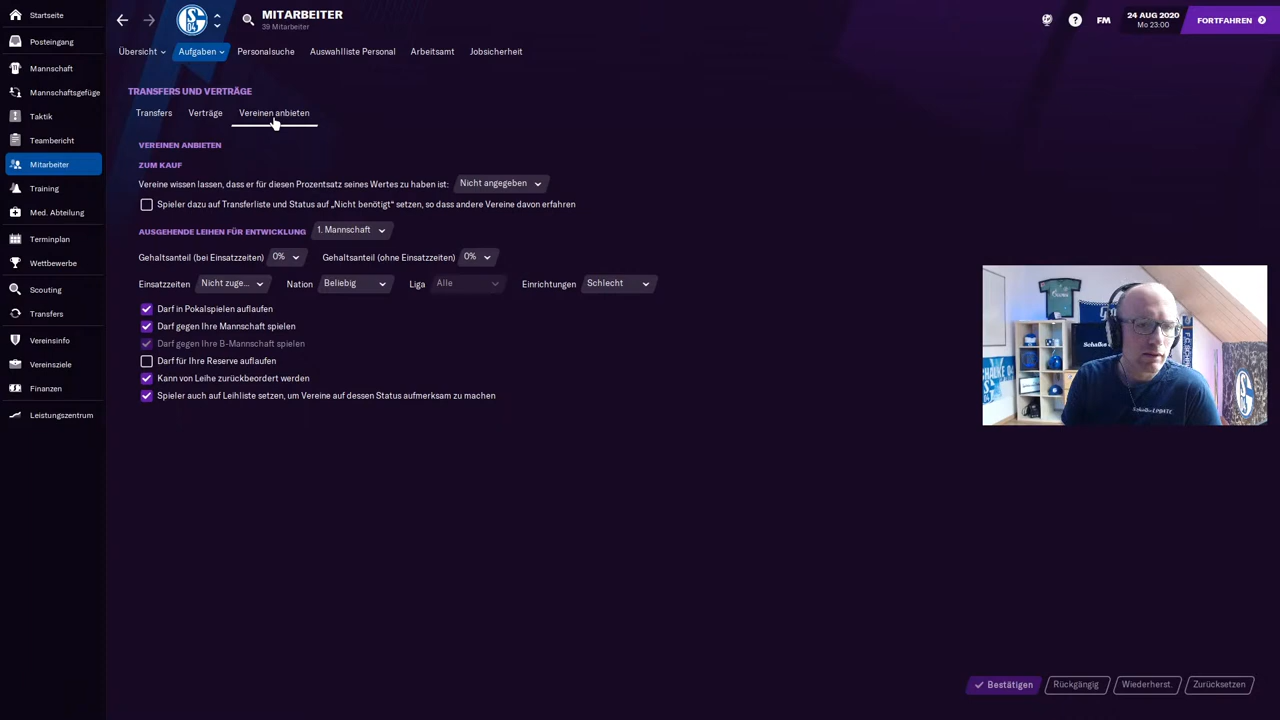 Startseite
Posteingang
Mannschaft
Mannschaftsgefüge
Taktik
Teambericht
Mitarbeiter
Training
Med. Abteilung
Terminplan
Wettbewerbe
Scouting
Transfers
Vereinsinfo
Vereinsziele
Finanzen
Leistungszentrum
MITARBEITER
39 Mitarbeiter
FM
24 AUG 2020
Mo 23:00
FORTFAHREN
Übersicht Aufgaben Personalsuche Auswahlliste Personal Arbeitsamt Jobsicherheit
TRANSFERS UND VERTRÄGE
Transfers Verträge Vereinen anbieten
VEREINEN ANBIETEN
ZUM KAUF
Vereine wissen lassen, dass er für diesen Prozentsatz seines Wertes zu haben ist: Nicht angegeben
Spieler dazu auf Transferliste und Status auf „Nicht benötigt" setzen, so dass andere Vereine davon erfahren
AUSGEHENDE LEIHEN FÜR ENTWICKLUNG 1. Mannschaft
Gehaltsanteil (bei Einsatzzeiten) 0% Gehaltsanteil (ohne Einsatzzeiten) 0%
Einsatzzeiten Nicht zuge... Nation Beliebig Liga Alle Einrichtungen Schlecht
Darf in Pokalspielen auflaufen
Darf gegen Ihre Mannschaft spielen
Darf gegen Ihre B-Mannschaft spielen
Darf für Ihre Reserve auflaufen
Kann von Leihe zurückbeordert werden
Spieler auch auf Leihliste setzen, um Vereine auf dessen Status aufmerksam zu machen
Bestätigen Rückgängig Wiederherst. Zurücksetzen